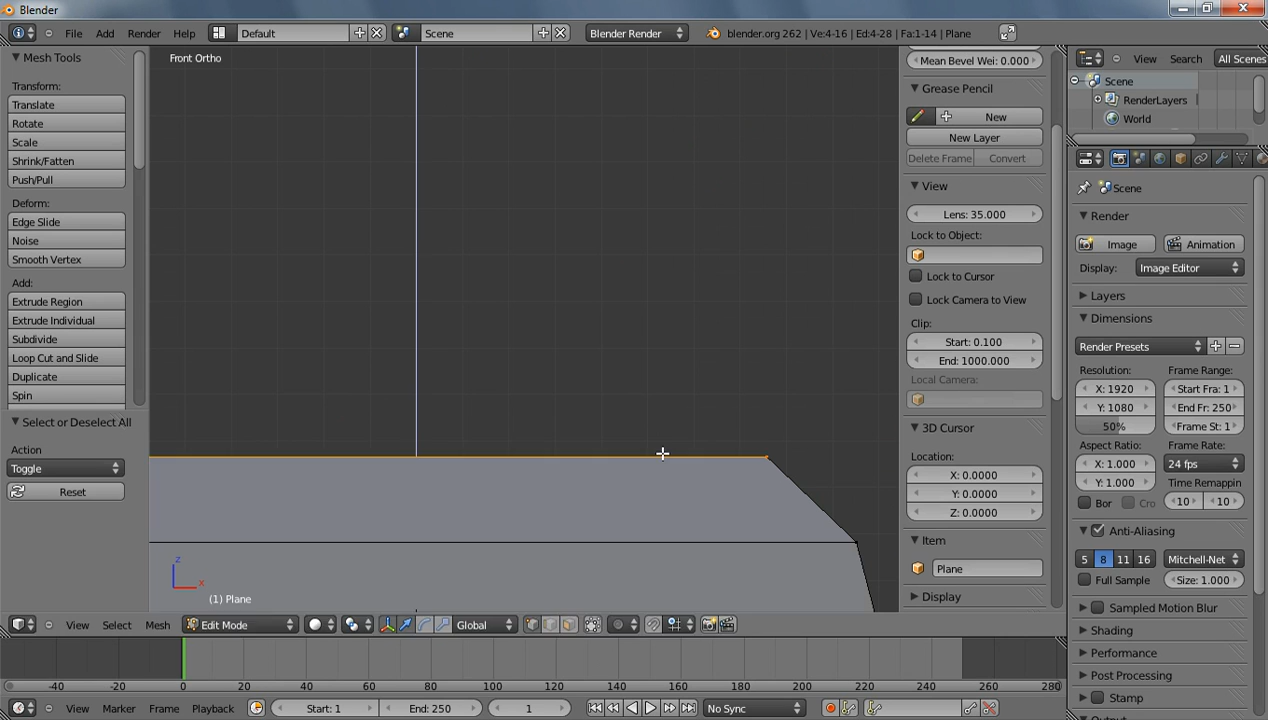 Blender
File Add Render Help Default Scene Blender Render blender.org 262 | Ve:4-16 | Ed:4-28 | Fa:1-14 | Plane
Mesh Tools
Transform:
Translate
Rotate
Scale
Shrink/Fatten
Push/Pull
Deform:
Edge Slide
Noise
Smooth Vertex
Add:
Extrude Region
Extrude Individual
Subdivide
Loop Cut and Slide
Duplicate
Spin
Select or Deselect All
Action
Toggle
Reset
Front Ortho
z
x
(1) Plane
Mean Bevel Wei: 0.000
Grease Pencil
New
New Layer
Delete Frame Convert
View
Lens: 35.000
Lock to Object:
Lock to Cursor
Lock Camera to View
Clip:
Start: 0.100
End: 1000.000
Local Camera:
3D Cursor
Location:
X: 0.0000
Y: 0.0000
Z: 0.0000
Item
Plane
Display
View Search All Scenes
Scene
RenderLayers
World
Scene
Render
Image Animation
Display: Image Editor
Layers
Dimensions
Render Presets
Resolution: Frame Range:
X: 1920 Start Fra: 1
Y: 1080 End Fr: 250
50% Frame St: 1
Aspect Ratio: Frame Rate:
X: 1.000 24 fps
Y: 1.000 Time Remappin
Bor Cro 10 10
Anti-Aliasing
5 8 11 16 Mitchell-Net
Full Sample Size: 1.000
Sampled Motion Blur
Shading
Performance
Post Processing
Stamp
View Select Mesh Edit Mode Global
-40 -20 0 20 40 60 80 100 120 140 160 180 200 220 240 260 280
View Marker Frame Playback Start: 1 End: 250 1 No Sync